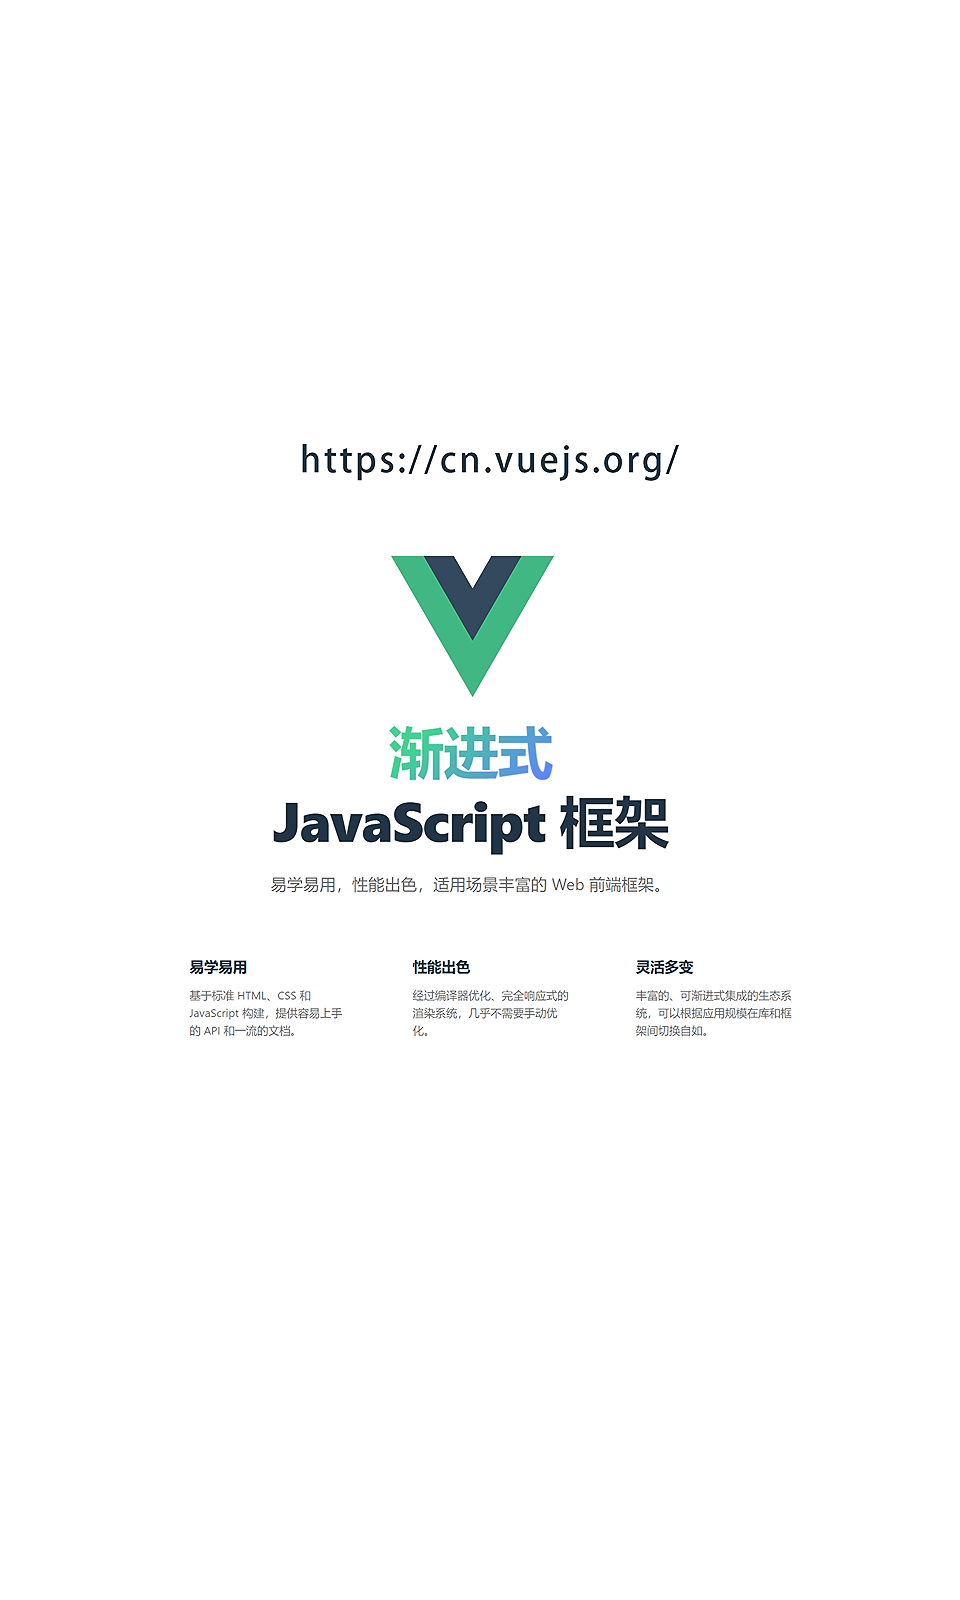 https://cn.vuejs.org/
渐进式
JavaScript 框架
易学易用，性能出色，适用场景丰富的 Web 前端框架。
易学易用
基于标准 HTML、CSS 和
JavaScript 构建，提供容易上手
的 API 和一流的文档。
性能出色
经过编译器优化、完全响应式的
渲染系统，几乎不需要手动优
化。
灵活多变
丰富的、可渐进式集成的生态系
统，可以根据应用规模在库和框
架间切换自如。